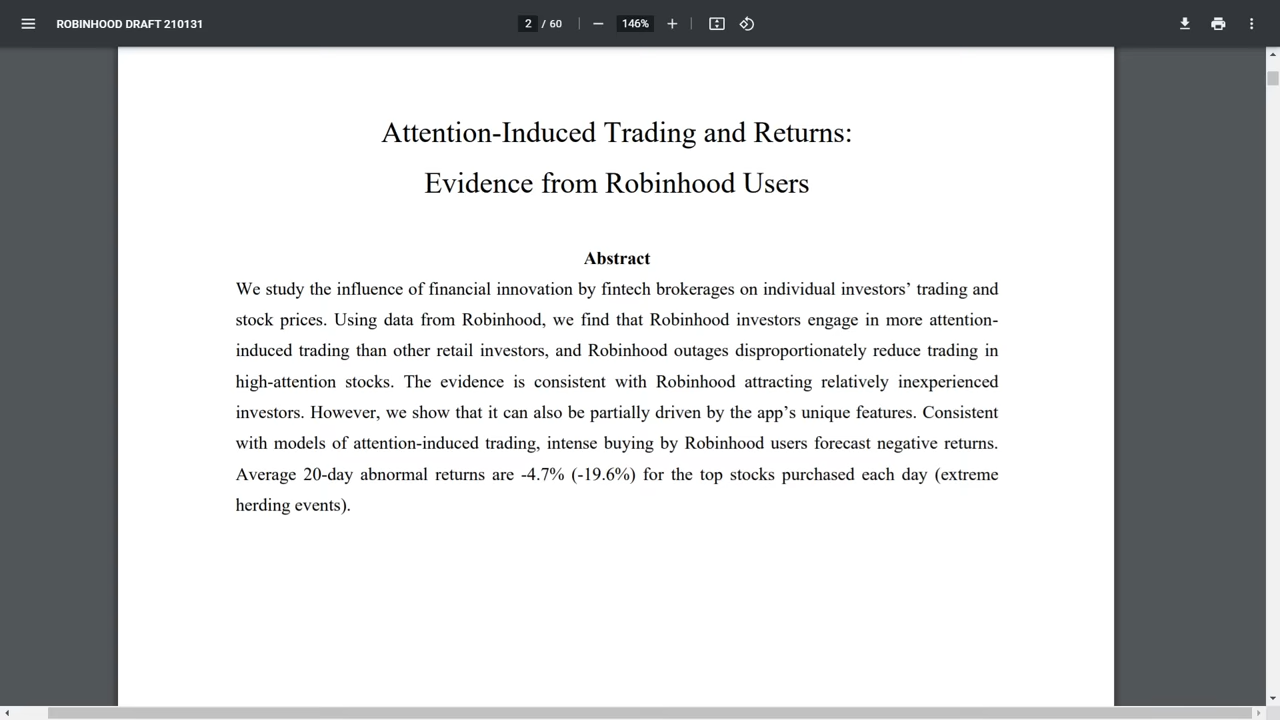 ROBINHOOD DRAFT 210131
2 / 60
146%
Attention-Induced Trading and Returns:
Evidence from Robinhood Users
Abstract
We study the influence of financial innovation by fintech brokerages on individual investors’ trading and
stock prices. Using data from Robinhood, we find that Robinhood investors engage in more attention-
induced trading than other retail investors, and Robinhood outages disproportionately reduce trading in
high-attention stocks. The evidence is consistent with Robinhood attracting relatively inexperienced
investors. However, we show that it can also be partially driven by the app’s unique features. Consistent
with models of attention-induced trading, intense buying by Robinhood users forecast negative returns.
Average 20-day abnormal returns are -4.7% (-19.6%) for the top stocks purchased each day (extreme
herding events).